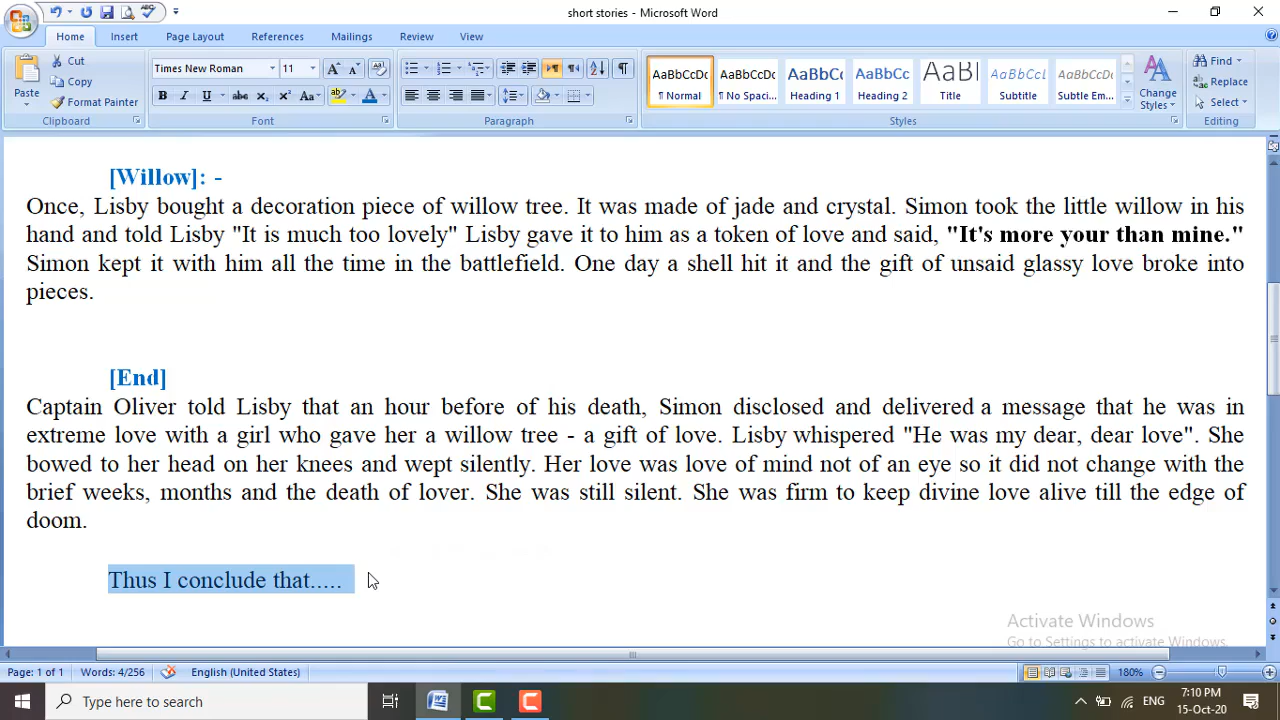 short stories - Microsoft Word
Home Insert Page Layout References Mailings Review View
Paste
Cut
Copy
Format Painter
Clipboard
Times New Roman 11
Font
Paragraph
AaBbCcDc AaBbCcDc AaBbC AaBbCc AaBl AaBbCcL AaBbCcDc
¶ Normal ¶ No Spaci... Heading 1 Heading 2 Title Subtitle Subtle Em...
Change Styles
Styles
Find
Replace
Select
Editing
[Willow]: -
Once, Lisby bought a decoration piece of willow tree. It was made of jade and crystal. Simon took the little willow in his
hand and told Lisby "It is much too lovely" Lisby gave it to him as a token of love and said, "It's more your than mine."
Simon kept it with him all the time in the battlefield. One day a shell hit it and the gift of unsaid glassy love broke into
pieces.
[End]
Captain Oliver told Lisby that an hour before of his death, Simon disclosed and delivered a message that he was in
extreme love with a girl who gave her a willow tree - a gift of love. Lisby whispered "He was my dear, dear love". She
bowed to her head on her knees and wept silently. Her love was love of mind not of an eye so it did not change with the
brief weeks, months and the death of lover. She was still silent. She was firm to keep divine love alive till the edge of
doom.
Thus I conclude that.....
Activate Windows
Go to Settings to activate Windows.
Page: 1 of 1 Words: 4/256 English (United States) 180%
Type here to search
ENG
7:10 PM
15-Oct-20